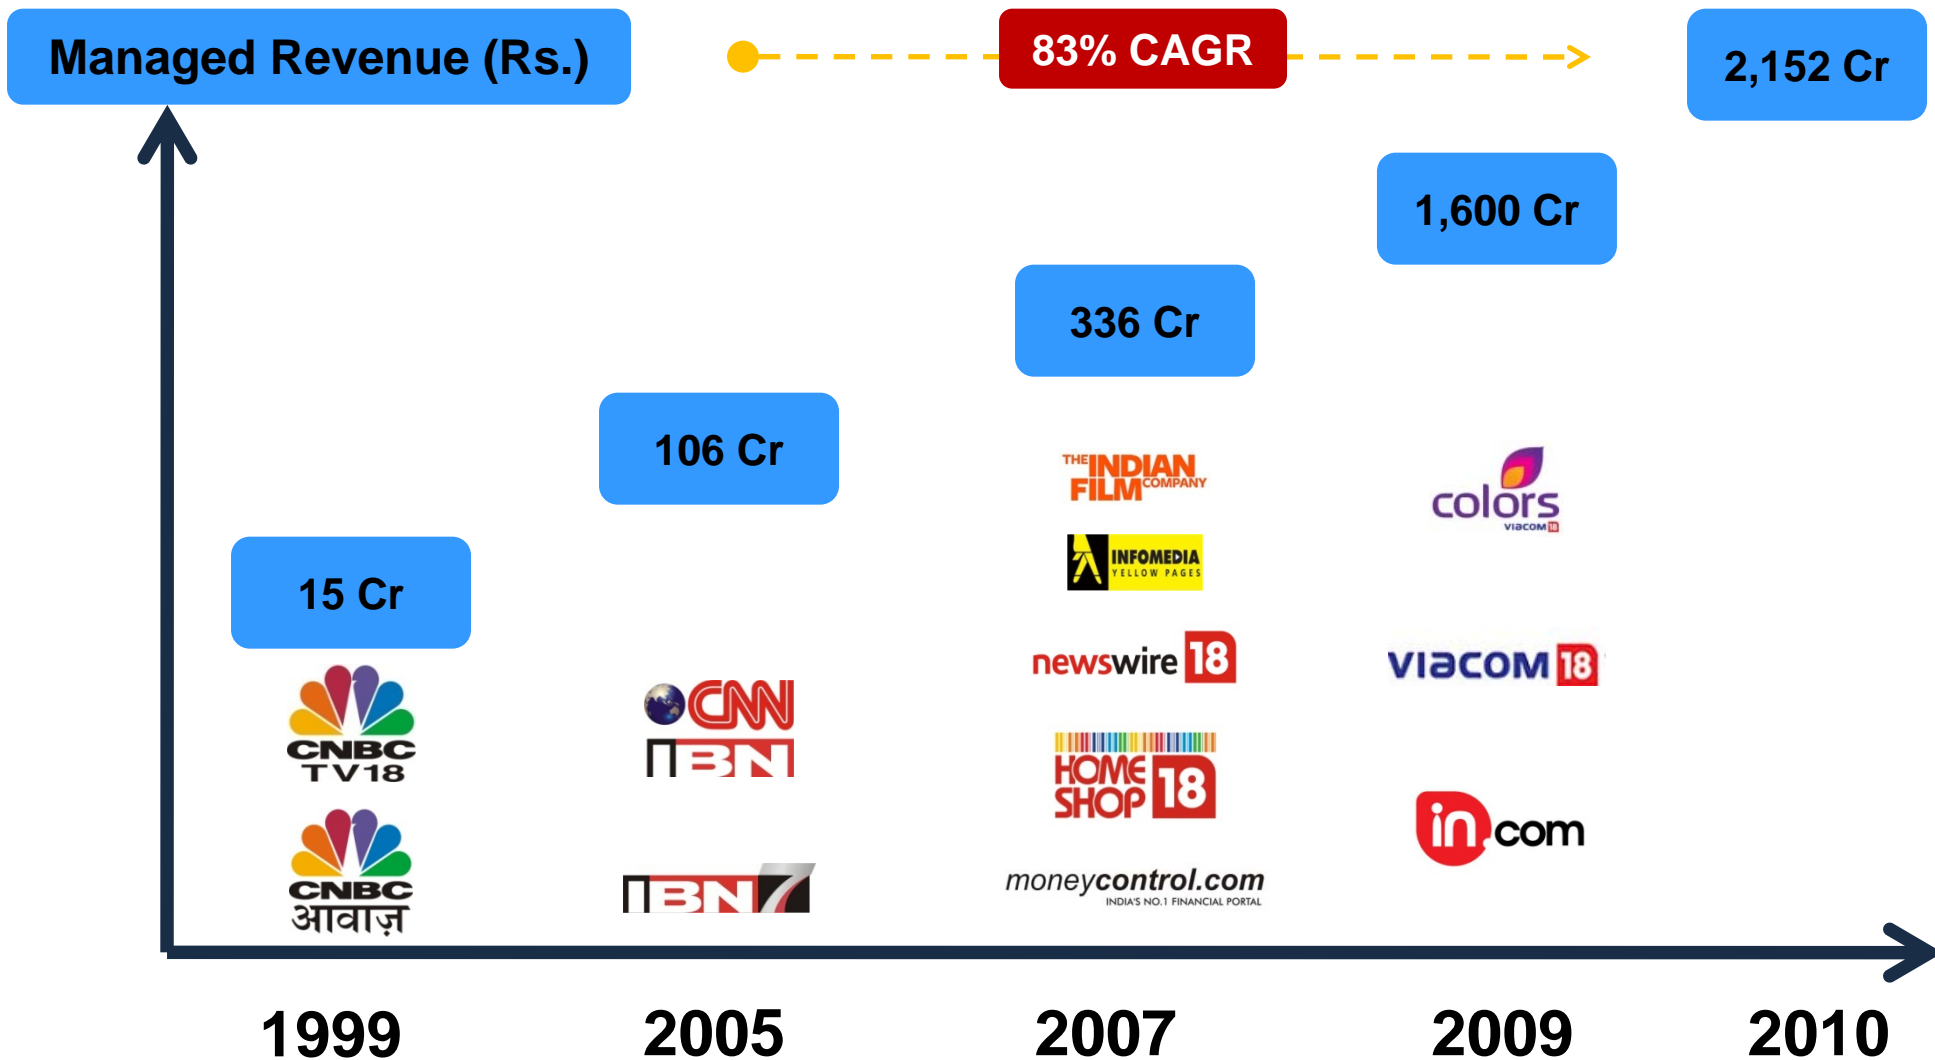 Managed Revenue (Rs.)
83% CAGR
2,152 Cr
1,600 Cr
336 Cr
106 Cr
15 Cr
CNBC
TV18
CNBC
आवाज़
CNN
IBN
IBN7
THE INDIAN
FILM COMPANY
INFOMEDIA
YELLOW PAGES
newswire 18
HOME
SHOP 18
moneycontrol.com
INDIA'S NO.1 FINANCIAL PORTAL
colors
VIACOM18
VIACOM 18
in.com
1999 2005 2007 2009 2010